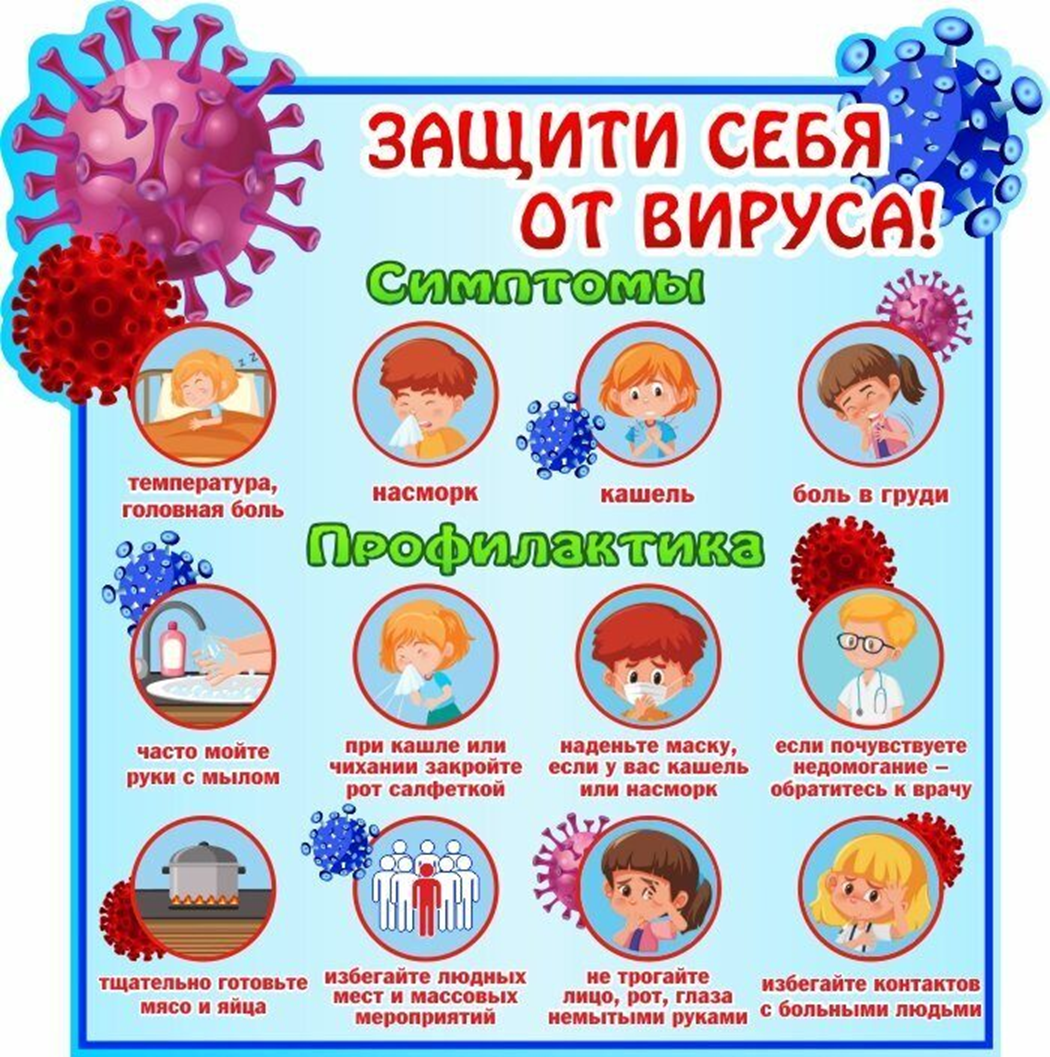 ЗАЩИТИ СЕБЯ
ОТ ВИРУСА!
Симптомы
температура,
головная боль
насморк
кашель
боль в груди
Профилактика
часто мойте
руки с мылом
при кашле или
чихании закройте
рот салфеткой
наденьте маску,
если у вас кашель
или насморк
если почувствуете
недомогание –
обратитесь к врачу
тщательно готовьте
мясо и яйца
избегайте людных
мест и массовых
мероприятий
не трогайте
лицо, рот, глаза
немытыми руками
избегайте контактов
с больными людьми